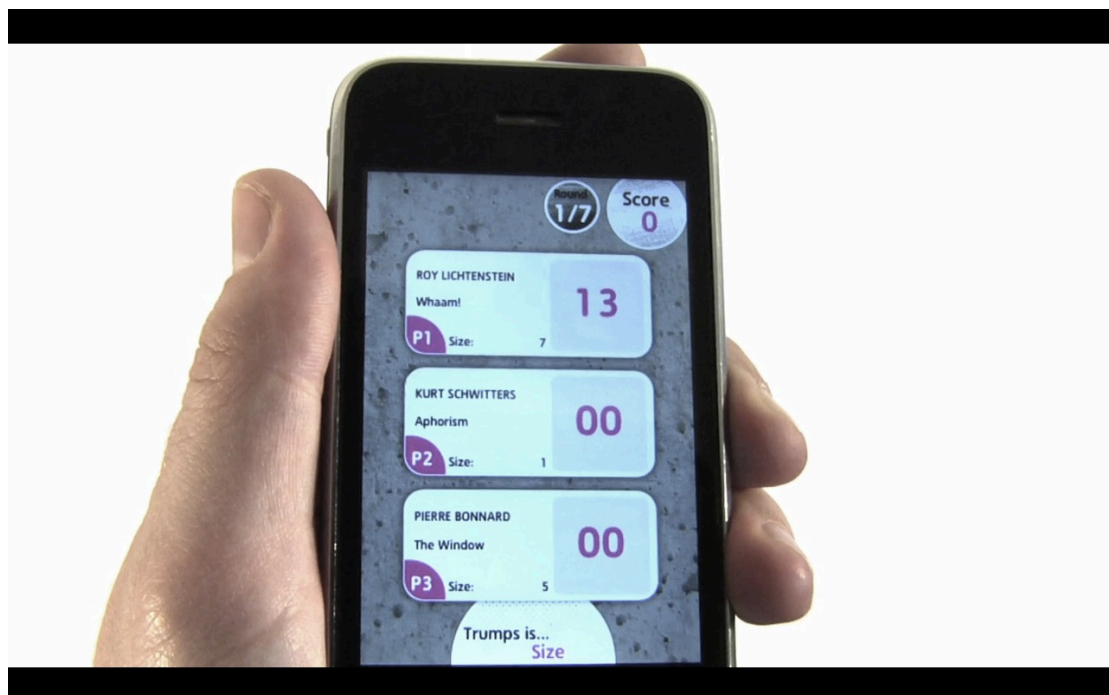 Round
1/7
Score
0
ROY LICHTENSTEIN
Whaam!
P1 Size: 7
13
KURT SCHWITTERS
Aphorism
P2 Size: 1
00
PIERRE BONNARD
The Window
P3 Size: 5
00
Trumps is...
Size